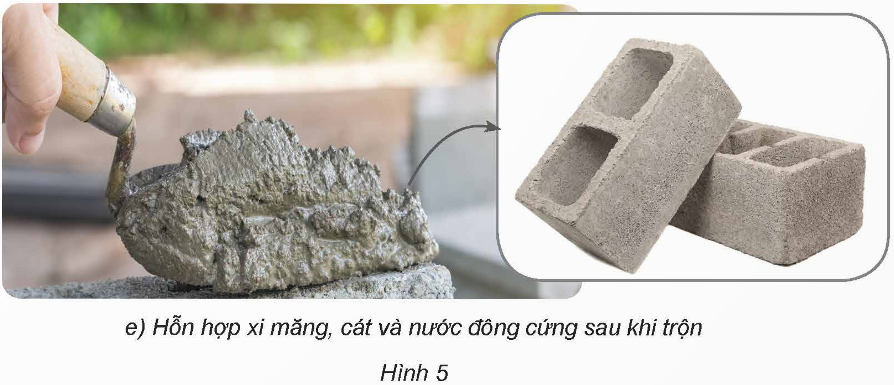 e) Hỗn hợp xi măng, cát và nước đông cứng sau khi trộn
Hình 5